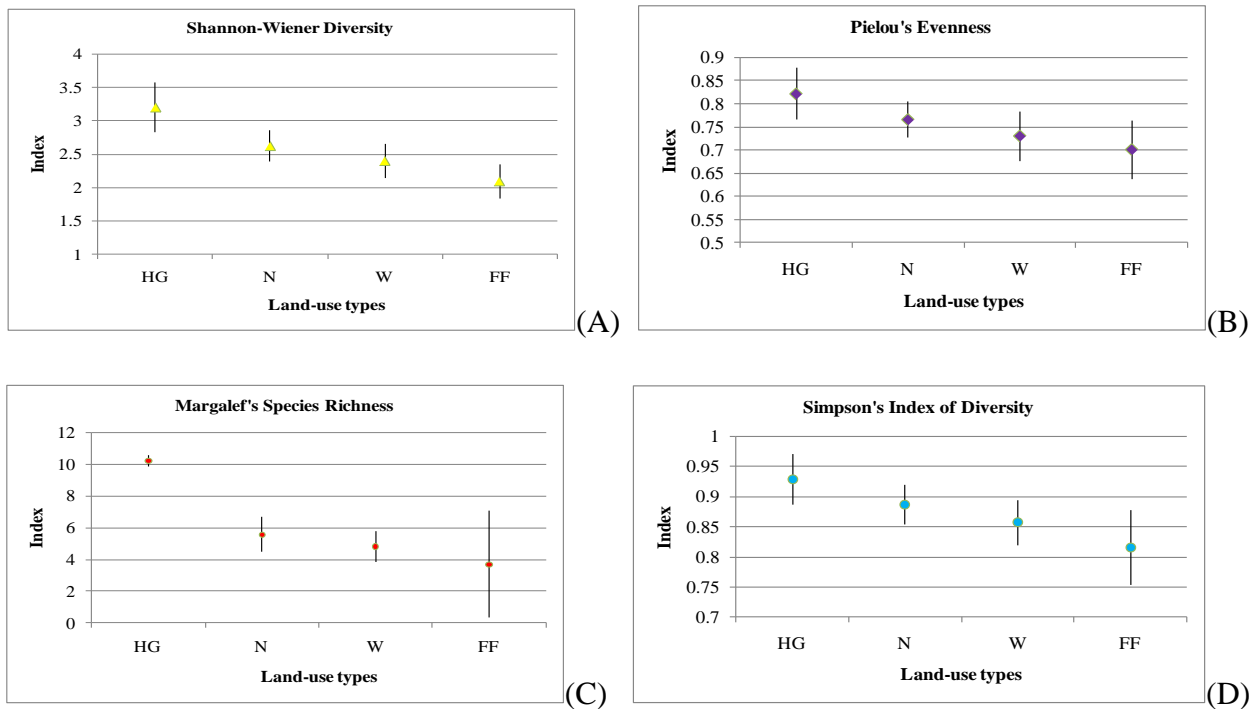 Shannon-Wiener Diversity
4
3.5
3
2.5
2
1.5
1
Index
HG N W FF
Land-use types
(A)
Pielou's Evenness
0.9
0.85
0.8
0.75
0.7
0.65
0.6
0.55
0.5
Index
HG N W FF
Land-use types
(B)
Margalef's Species Richness
12
10
8
6
4
2
0
Index
HG N W FF
Land-use types
(C)
Simpson's Index of Diversity
1
0.95
0.9
0.85
0.8
0.75
0.7
Index
HG N W FF
Land-use types
(D)